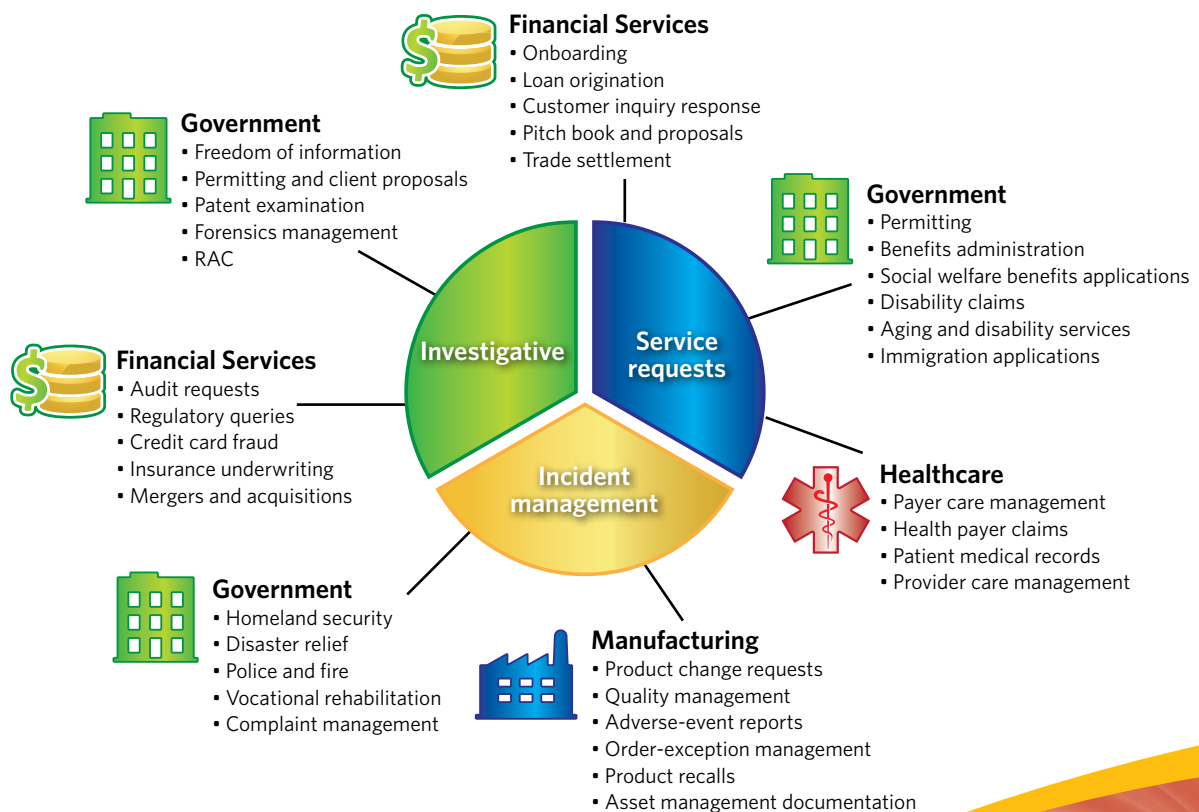 Financial Services
• Onboarding
• Loan origination
• Customer inquiry response
• Pitch book and proposals
• Trade settlement
Government
• Freedom of information
• Permitting and client proposals
• Patent examination
• Forensics management
• RAC
Government
• Permitting
• Benefits administration
• Social welfare benefits applications
• Disability claims
• Aging and disability services
• Immigration applications
Investigative
Service
requests
Incident
management
Financial Services
• Audit requests
• Regulatory queries
• Credit card fraud
• Insurance underwriting
• Mergers and acquisitions
Healthcare
• Payer care management
• Health payer claims
• Patient medical records
• Provider care management
Government
• Homeland security
• Disaster relief
• Police and fire
• Vocational rehabilitation
• Complaint management
Manufacturing
• Product change requests
• Quality management
• Adverse-event reports
• Order-exception management
• Product recalls
• Asset management documentation